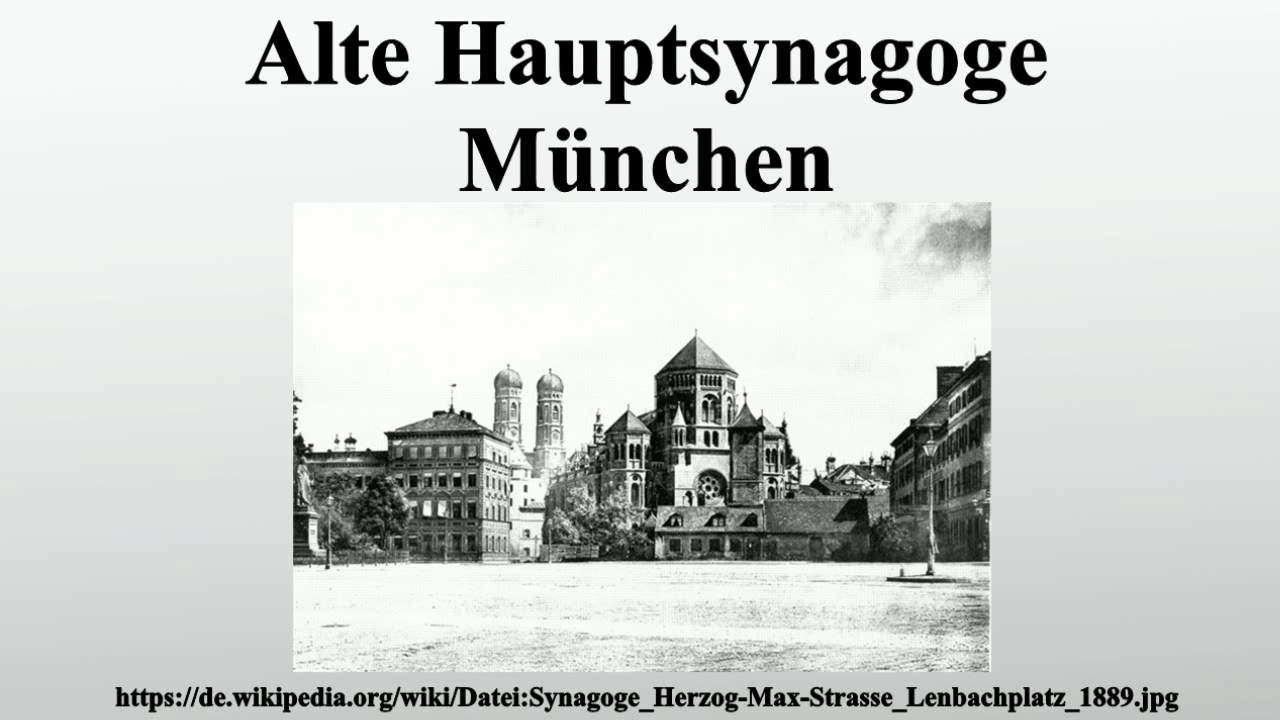 Alte Hauptsynagoge
München
https://de.wikipedia.org/wiki/Datei:Synagoge_Herzog-Max-Strasse_Lenbachplatz_1889.jpg